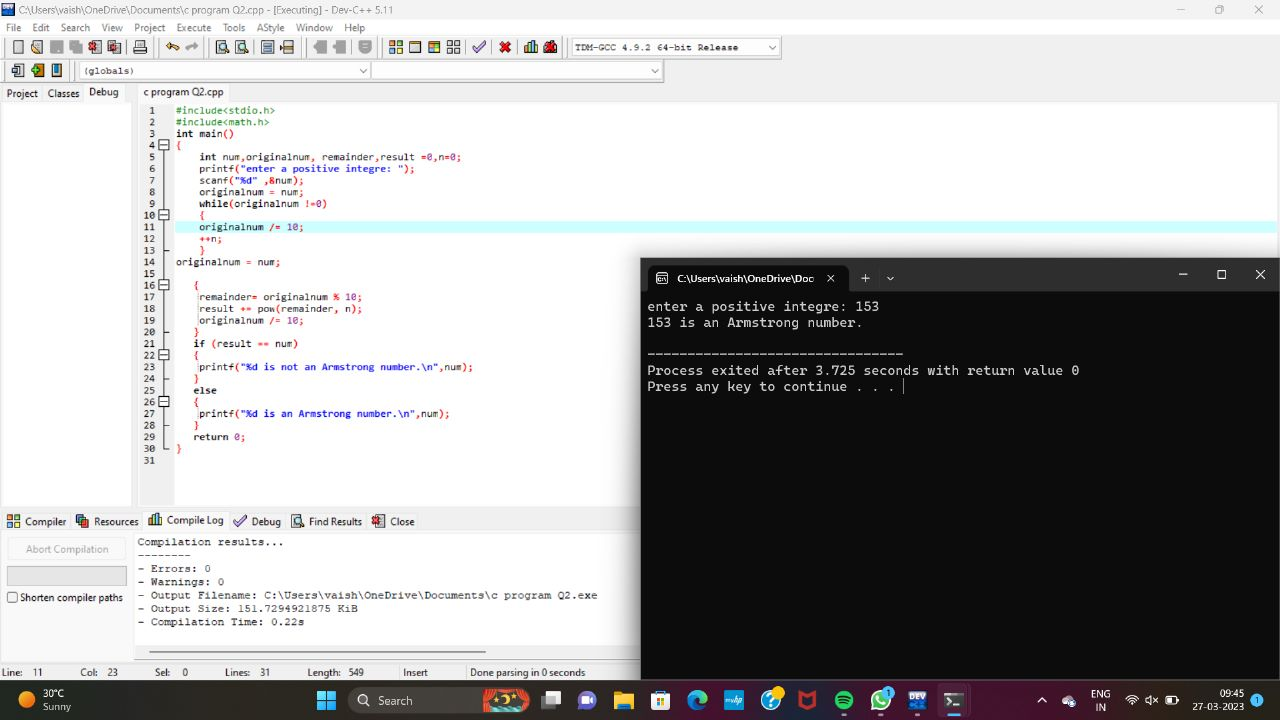 C:\Users\vaish\OneDrive\Documents\c program Q2.cpp - [Executing] - Dev-C++ 5.11
File Edit Search View Project Execute Tools AStyle Window Help
TDM-GCC 4.9.2 64-bit Release
(globals)
Project Classes Debug
c program Q2.cpp
1 #include<stdio.h>
2 #include<math.h>
3 int main()
4 {
5 int num,originalnum, remainder,result =0,n=0;
6 printf("enter a positive integre: ");
7 scanf("%d" ,&num);
8 originalnum = num;
9 while(originalnum !=0)
10 {
11 originalnum /= 10;
12 ++n;
13 }
14 originalnum = num;
15
16 {
17 remainder= originalnum % 10;
18 result += pow(remainder, n);
19 originalnum /= 10;
20 }
21 if (result == num)
22 {
23 printf("%d is not an Armstrong number.\n",num);
24 }
25 else
26 {
27 printf("%d is an Armstrong number.\n",num);
28 }
29 return 0;
30 }
31
C:\Users\vaish\OneDrive\Doc
enter a positive integre: 153
153 is an Armstrong number.
--------------------------------
Process exited after 3.725 seconds with return value 0
Press any key to continue . . .
Compiler Resources Compile Log Debug Find Results Close
Abort Compilation
Shorten compiler paths
Compilation results...
--------
- Errors: 0
- Warnings: 0
- Output Filename: C:\Users\vaish\OneDrive\Documents\c program Q2.exe
- Output Size: 151.7294921875 KiB
- Compilation Time: 0.22s
Line: 11 Col: 23 Sel: 0 Lines: 31 Length: 549 Insert Done parsing in 0 seconds
30°C
Sunny
Search
myhp
1
DEV
C++
ENG
IN
09:45
27-03-2023
1